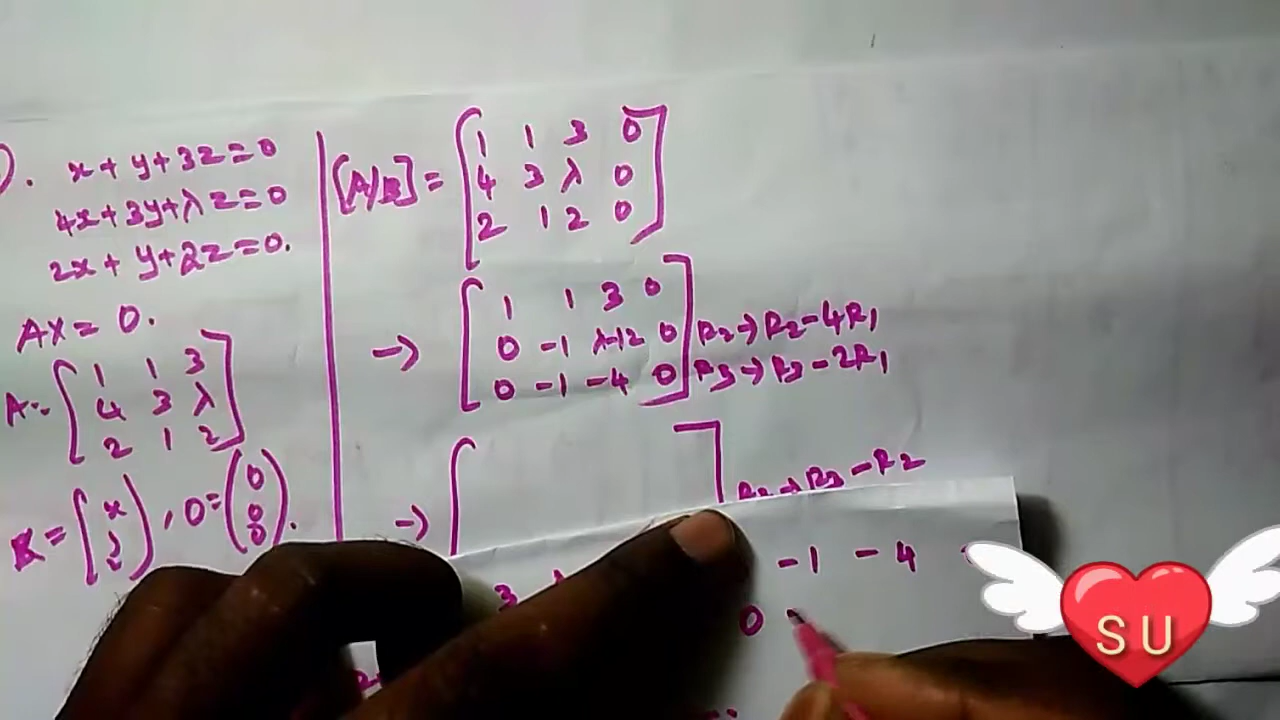 ). x + y + 3z = 0
4x + 3y + λz = 0
2x + y + 2z = 0.
AX = 0.
A = [ 1 1 3
4 3 λ
2 1 2 ]
X = [ x
, 0 = ( 0
0
0 ).
[A/B] = [ 1 1 3 0
4 3 λ 0
2 1 2 0 ]
→ [ 1 1 3 0
0 -1 λ-12 0 ] R2 → R2 - 4R1
0 -1 -4 0 ] R3 → R3 - 2R1
→ [ ] → R3 - R2
3
-1 -4
0
SU